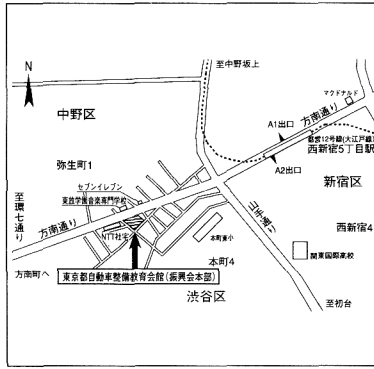 至中野坂上
N
マクドナルド
方南通り
中野区
A1出口
都営12号線(大江戸線)
西新宿5丁目駅
弥生町1
A2出口
セブンイレブン
東放学園音楽専門学校
新宿区
至環七通り
方南通り
山手通り
西新宿4
NTT社宅
本町東小
関東国際高校
本町4
方南町へ
東京都自動車整備教育会館(振興会本部)
渋谷区
至初台